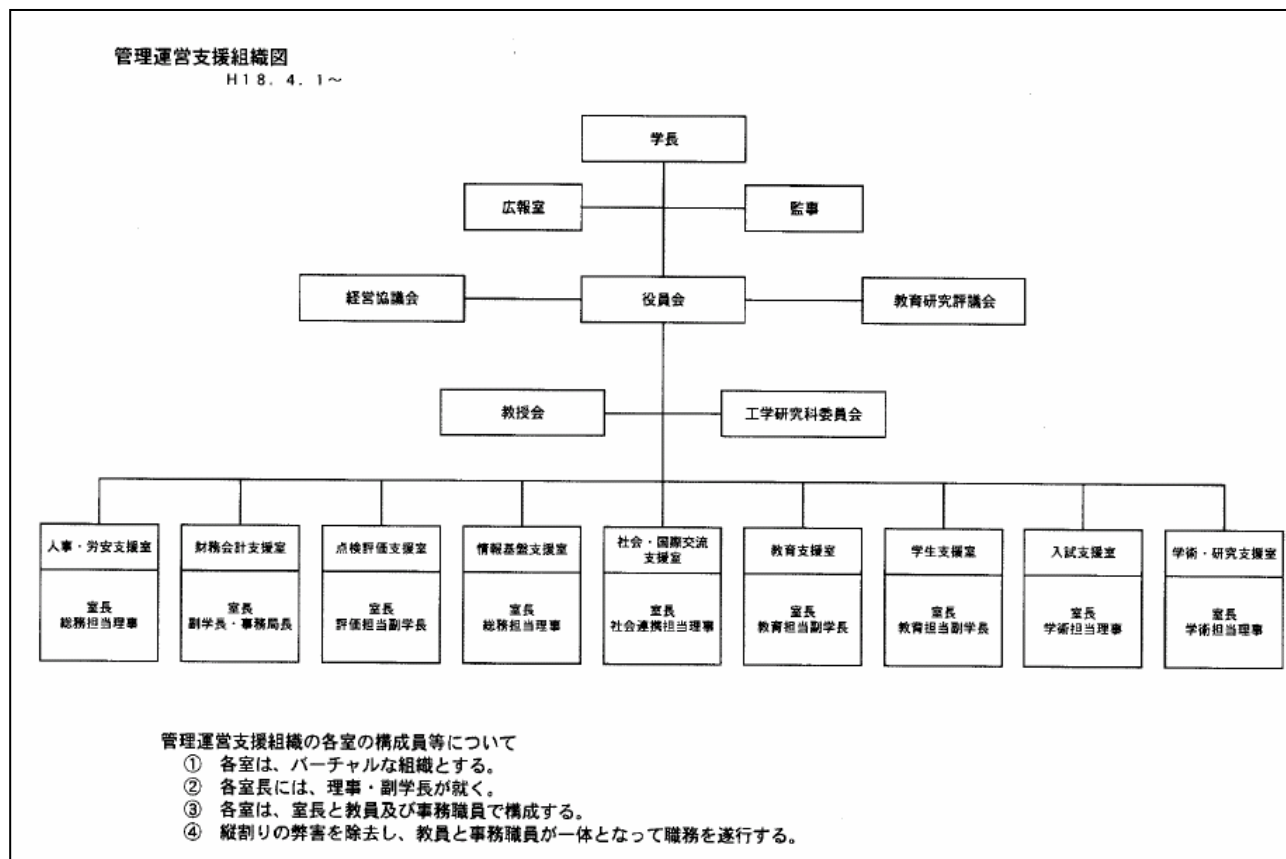 管理運営支援組織図
H18.4.1~
学長
広報室
監事
経営協議会
役員会
教育研究評議会
教授会
工学研究科委員会
人事・労安支援室
室長
総務担当理事
財務会計支援室
室長
副学長・事務局長
点検評価支援室
室長
評価担当副学長
情報基盤支援室
室長
総務担当理事
社会・国際交流
支援室
室長
社会連携担当理事
教育支援室
室長
教育担当副学長
学生支援室
室長
教育担当副学長
入試支援室
室長
学術担当理事
学術・研究支援室
室長
学術担当理事
管理運営支援組織の各室の構成員等について
① 各室は、バーチャルな組織とする。
② 各室長には、理事・副学長が就く。
③ 各室は、室長と教員及び事務職員で構成する。
④ 縦割りの弊害を除去し、教員と事務職員が一体となって職務を遂行する。